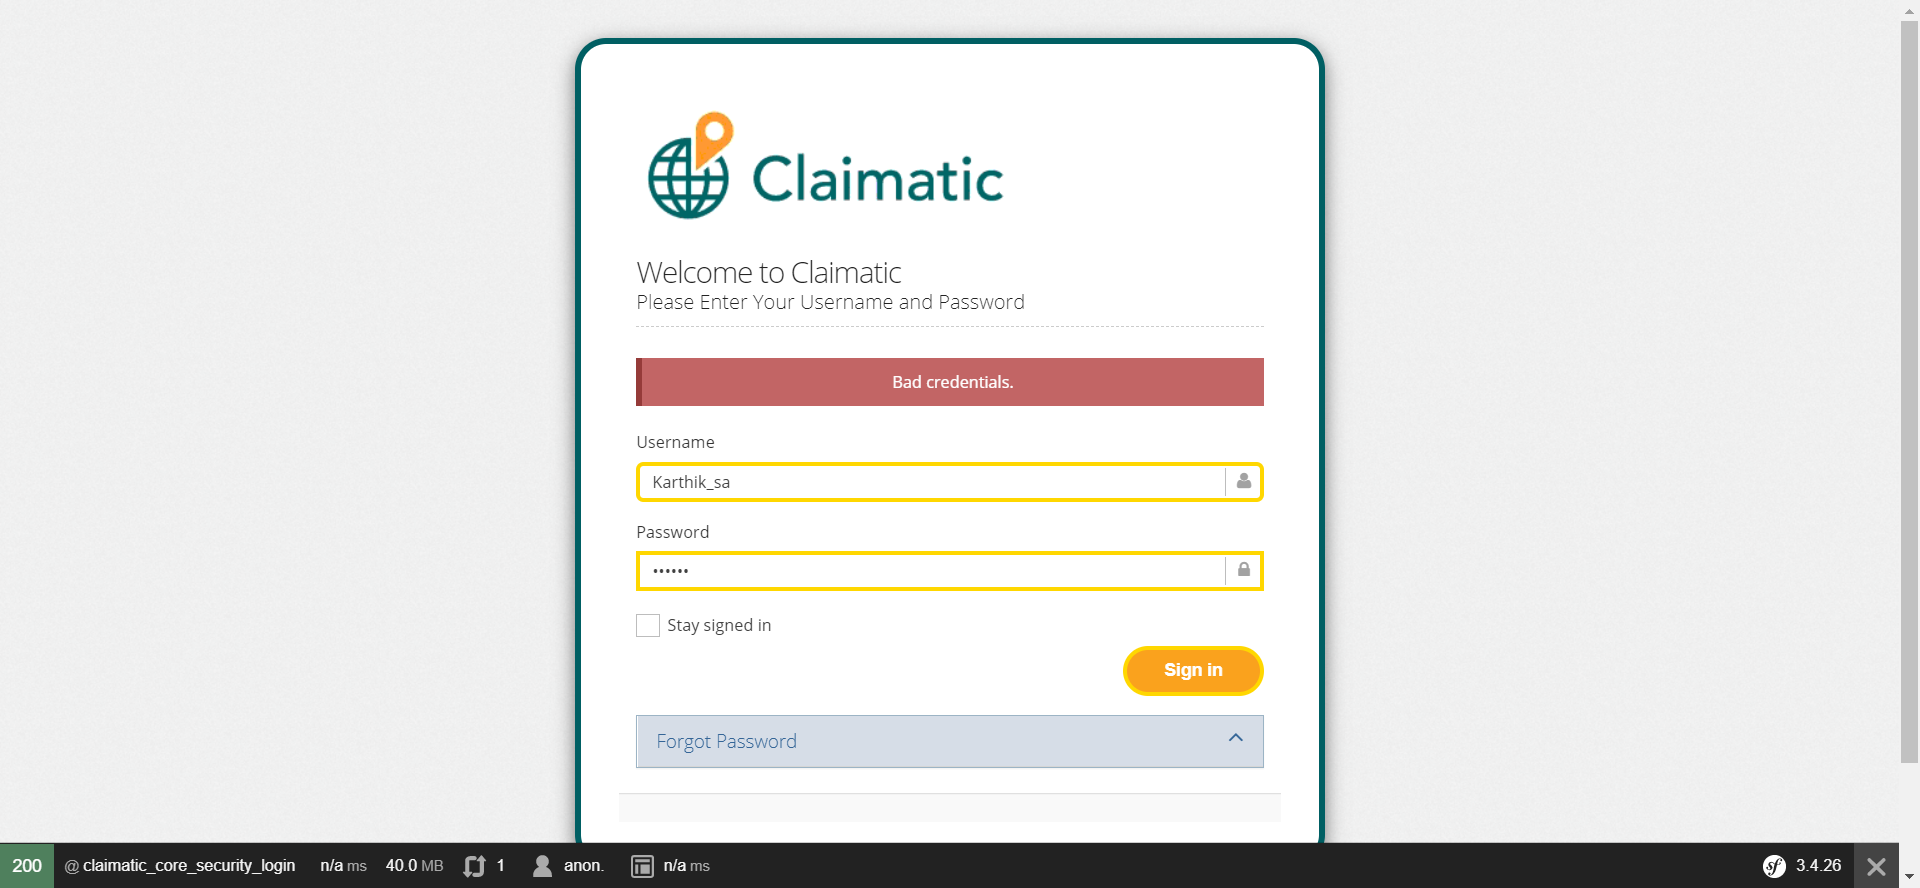 Claimatic
Welcome to Claimatic
Please Enter Your Username and Password
Bad credentials.
Username
Karthik_sa
Password
••••••
Stay signed in
Sign in
Forgot Password
200 @ claimatic_core_security_login n/a ms 40.0 MB 1 anon. n/a ms sf 3.4.26